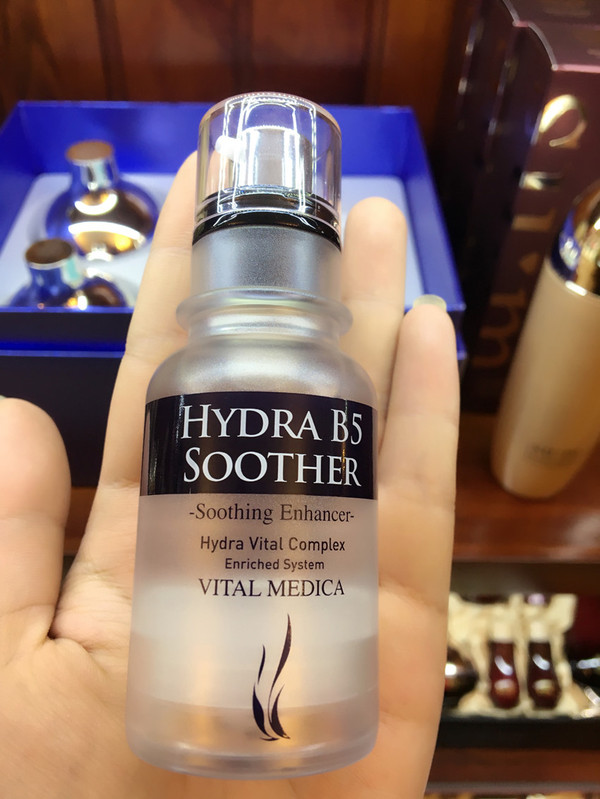 HYDRA B5
SOOTHER
-Soothing Enhancer-
Hydra Vital Complex
Enriched System
VITAL MEDICA